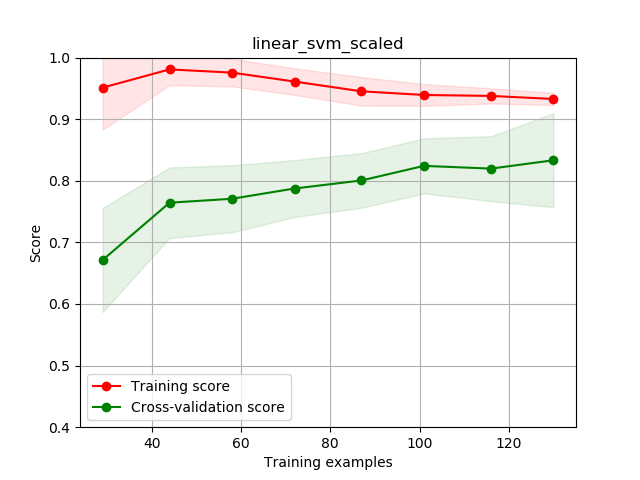 linear_svm_scaled
1.0
0.9
0.8
0.7
0.6
0.5
0.4
Score
Training score
Cross-validation score
40 60 80 100 120
Training examples